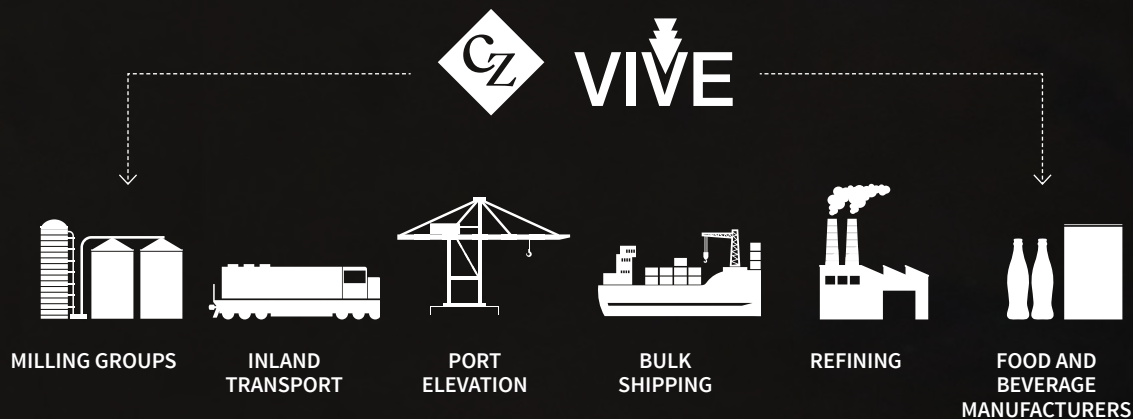 CZ
VIVE
MILLING GROUPS
INLAND
TRANSPORT
PORT
ELEVATION
BULK
SHIPPING
REFINING
FOOD AND
BEVERAGE
MANUFACTURERS